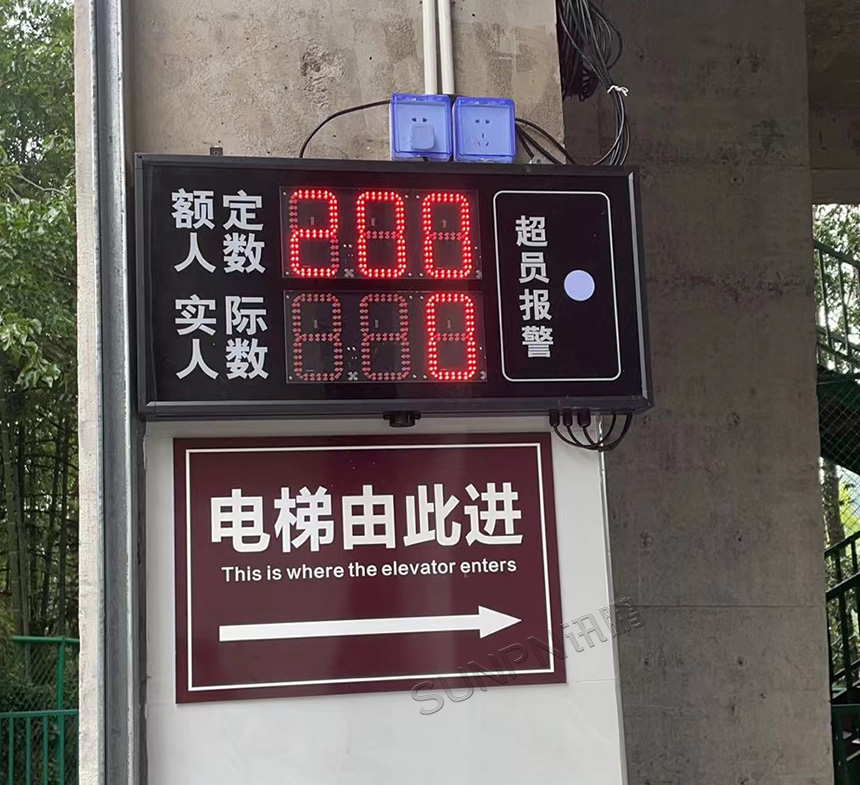 额定
人数
200
实际
人数
0
超员报警
电梯由此进
This is where the elevator enters
SUNPN讯鹏